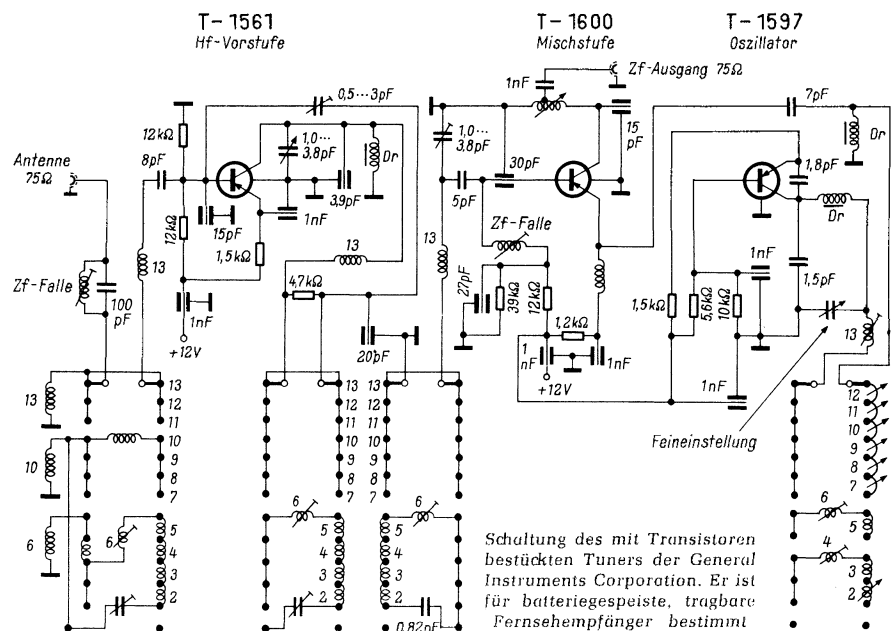 T-1561
Hf-Vorstufe
T-1600
Mischstufe
T-1597
Oszillator
Zf-Ausgang 75Ω
1nF
0,5···3pF
7pF
12kΩ
1,0···
3,8pF
Dr
1,0···
3,8pF
15
pF
Dr
Antenne
75Ω
8pF
30pF
5pF
1,8pF
3,9pF
15pF
1nF
12kΩ
1,5kΩ
13
13
Zf-Falle
Dr
Zf-Falle
100
pF
4,7kΩ
13
27pF
39kΩ
12kΩ
1,5kΩ
5,6kΩ
10kΩ
1nF
1,5pF
1nF
+12V
20pF
1,2kΩ
1
nF
1nF
+12V
1nF
13
Feineinstellung
13
13
12
11
10
10
9
8
7
6
6
5
4
3
2
13
12
11
10
9
8
7
6
5
4
3
2
13
12
11
10
9
8
7
6
5
4
3
2
0,82pF
12
11
10
9
8
7
6
5
4
3
2
Schaltung des mit Transistoren
bestückten Tuners der General
Instruments Corporation. Er ist
für batteriegespeiste, tragbare
Fernsehempfänger bestimmt